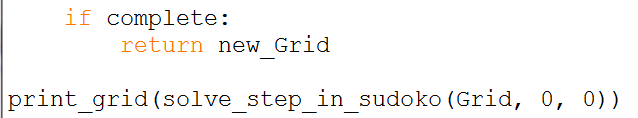 if complete:
return new_Grid
print_grid(solve_step_in_sudoko(Grid, 0, 0))